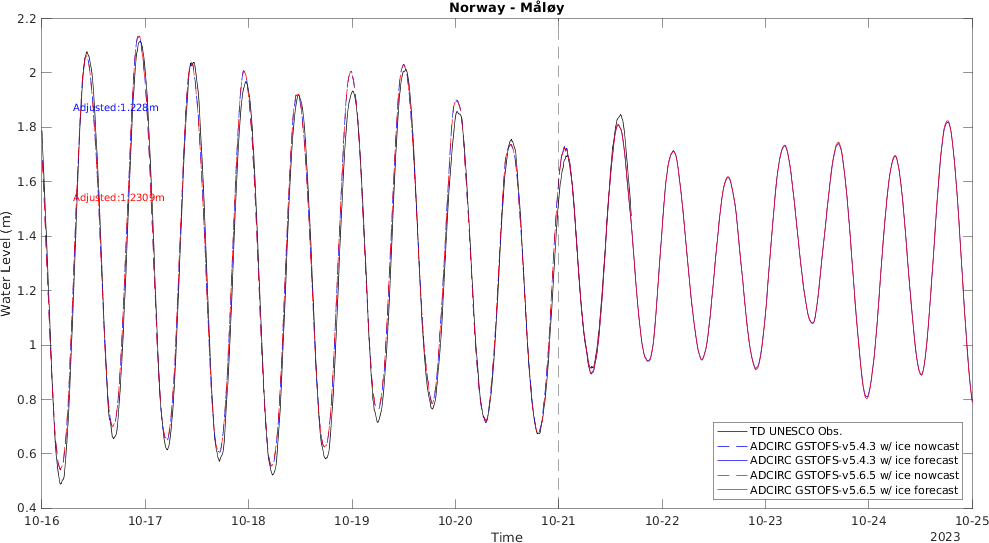 Norway - Måløy
2.2
2
1.8
1.6
1.4
1.2
1
0.8
0.6
0.4
Water Level (m)
Adjusted:1.228m
Adjusted:1.2309m
TD UNESCO Obs.
ADCIRC GSTOFS-v5.4.3 w/ ice nowcast
ADCIRC GSTOFS-v5.4.3 w/ ice forecast
ADCIRC GSTOFS-v5.6.5 w/ ice nowcast
ADCIRC GSTOFS-v5.6.5 w/ ice forecast
10-16 10-17 10-18 10-19 10-20 10-21 10-22 10-23 10-24 10-25
Time
2023